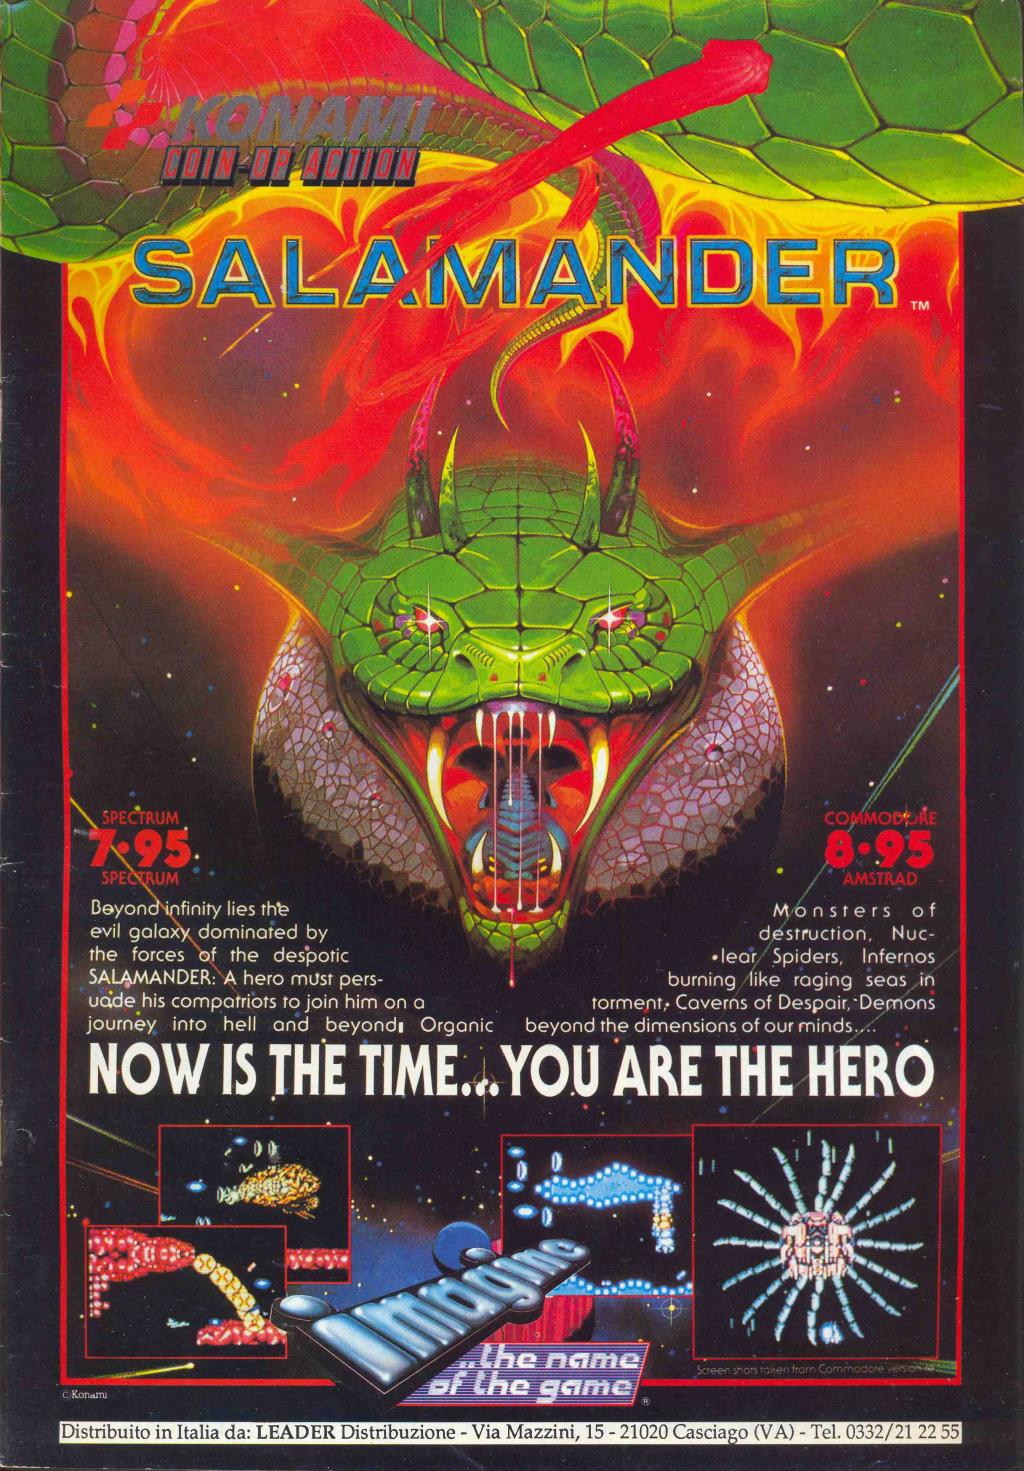 KONAMI
COIN-OP ACTION
SALAMANDER
TM
SPECTRUM
7·95
SPECTRUM
COMMODORE
8·95
AMSTRAD
Beyond infinity lies the
evil galaxy dominated by
the forces of the despotic
SALAMANDER: A hero must pers-
uade his compatriots to join him on a
journey into hell and beyond. Organic
Monsters of
destruction, Nuc-
lear Spiders, Infernos
burning like raging seas in
torment, Caverns of Despair, Demons
beyond the dimensions of our minds....
NOW IS THE TIME...YOU ARE THE HERO
imagine
...the name
of the game
®
Screen shots taken from Commodore version
© Konami
Distribuito in Italia da: LEADER Distribuzione - Via Mazzini, 15 - 21020 Casciago (VA) - Tel. 0332/21 22 55